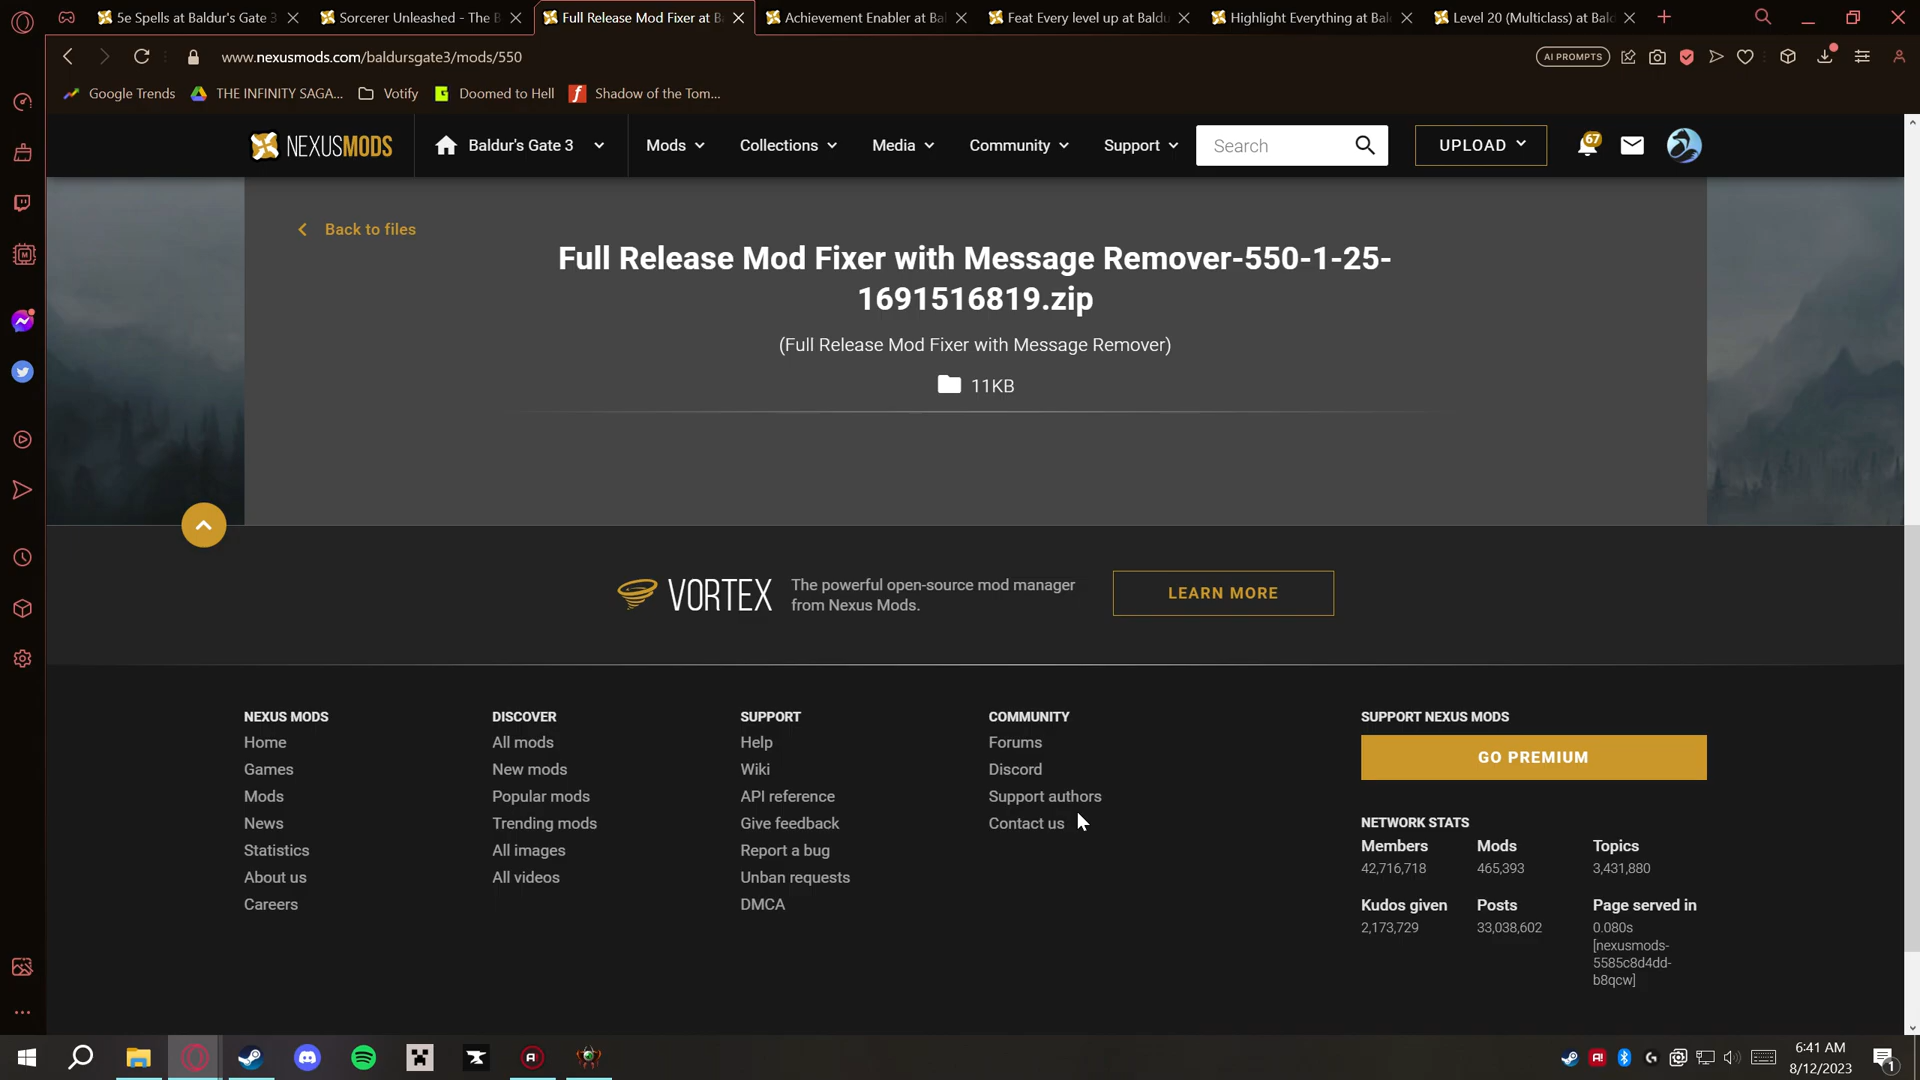 5e Spells at Baldur's Gate 3
Sorcerer Unleashed - The B
Full Release Mod Fixer at B
Achievement Enabler at Bal
Feat Every level up at Baldu
Highlight Everything at Bal
Level 20 (Multiclass) at Bald
www.nexusmods.com/baldursgate3/mods/550
AI PROMPTS
Google Trends
THE INFINITY SAGA...
Votify
Doomed to Hell
Shadow of the Tom...
NEXUSMODS
Baldur's Gate 3
Mods
Collections
Media
Community
Support
Search
UPLOAD
67
Back to files
Full Release Mod Fixer with Message Remover-550-1-25-
1691516819.zip
(Full Release Mod Fixer with Message Remover)
11KB
VORTEX
The powerful open-source mod manager
from Nexus Mods.
LEARN MORE
NEXUS MODS
Home
Games
Mods
News
Statistics
About us
Careers
DISCOVER
All mods
New mods
Popular mods
Trending mods
All images
All videos
SUPPORT
Help
Wiki
API reference
Give feedback
Report a bug
Unban requests
DMCA
COMMUNITY
Forums
Discord
Support authors
Contact us
SUPPORT NEXUS MODS
GO PREMIUM
NETWORK STATS
Members
42,716,718
Mods
465,393
Topics
3,431,880
Kudos given
2,173,729
Posts
33,038,602
Page served in
0.080s
[nexusmods-
5585c8d4dd-
b8qcw]
6:41 AM
8/12/2023
1